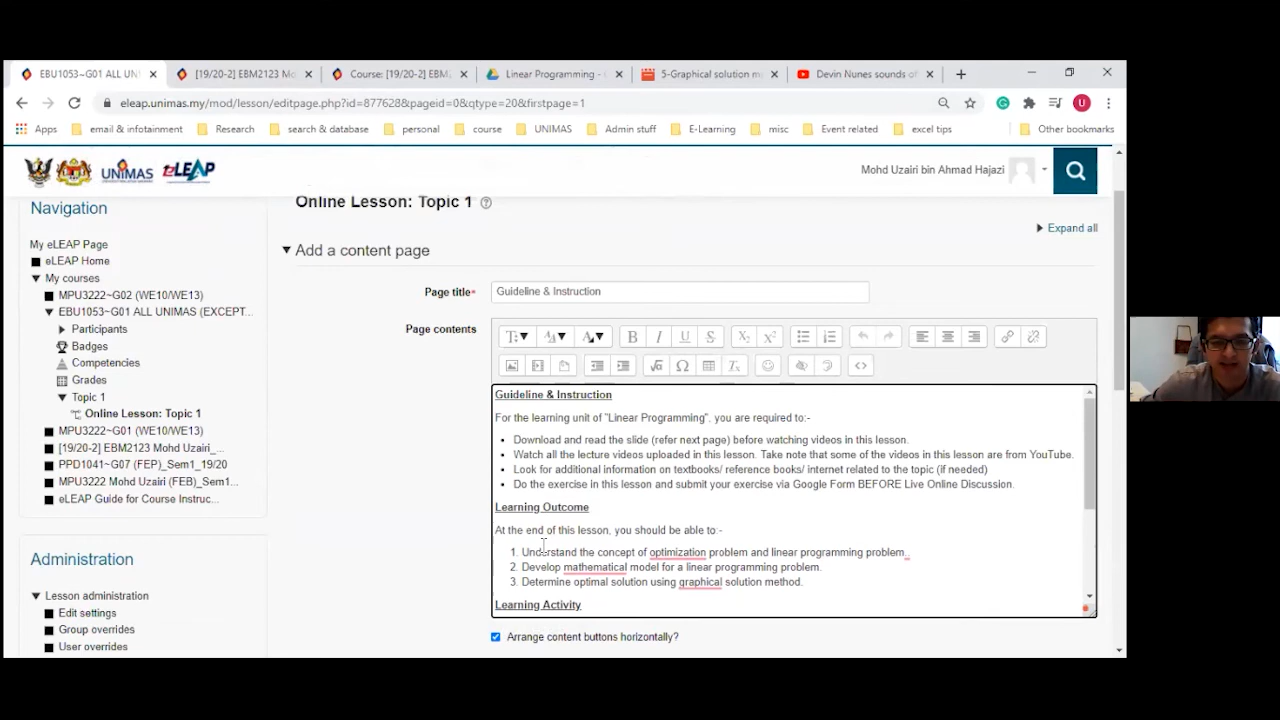 EBU1053~G01 ALL UNI
[19/20-2] EBM2123 Mo
Course: [19/20-2] EBM
Linear Programming -
5-Graphical solution m
Devin Nunes sounds of
eleap.unimas.my/mod/lesson/editpage.php?id=877628&pageid=0&qtype=20&firstpage=1
U
Apps
email & infotainment
Research
search & database
personal
course
UNIMAS
Admin stuff
E-Learning
misc
Event related
excel tips
Other bookmarks
UNIMAS
eLEAP
Mohd Uzairi bin Ahmad Hajazi
Navigation
My eLEAP Page
eLEAP Home
My courses
MPU3222~G02 (WE10/WE13)
EBU1053~G01 ALL UNIMAS (EXCEPT...
Participants
Badges
Competencies
Grades
Topic 1
Online Lesson: Topic 1
MPU3222~G01 (WE10/WE13)
[19/20-2] EBM2123 Mohd Uzairi_...
PPD1041~G07 (FEP)_Sem1_19/20
MPU3222 Mohd Uzairi (FEB)_Sem1...
eLEAP Guide for Course Instruc...
Administration
Lesson administration
Edit settings
Group overrides
User overrides
Online Lesson: Topic 1
Expand all
Add a content page
Page title*
Guideline & Instruction
Page contents
Guideline & Instruction
For the learning unit of "Linear Programming", you are required to:-
• Download and read the slide (refer next page) before watching videos in this lesson.
• Watch all the lecture videos uploaded in this lesson. Take note that some of the videos in this lesson are from YouTube.
• Look for additional information on textbooks/ reference books/ internet related to the topic (if needed)
• Do the exercise in this lesson and submit your exercise via Google Form BEFORE Live Online Discussion.
Learning Outcome
At the end of this lesson, you should be able to:-
1. Understand the concept of optimization problem and linear programming problem..
2. Develop mathematical model for a linear programming problem.
3. Determine optimal solution using graphical solution method.
Learning Activity
Arrange content buttons horizontally?